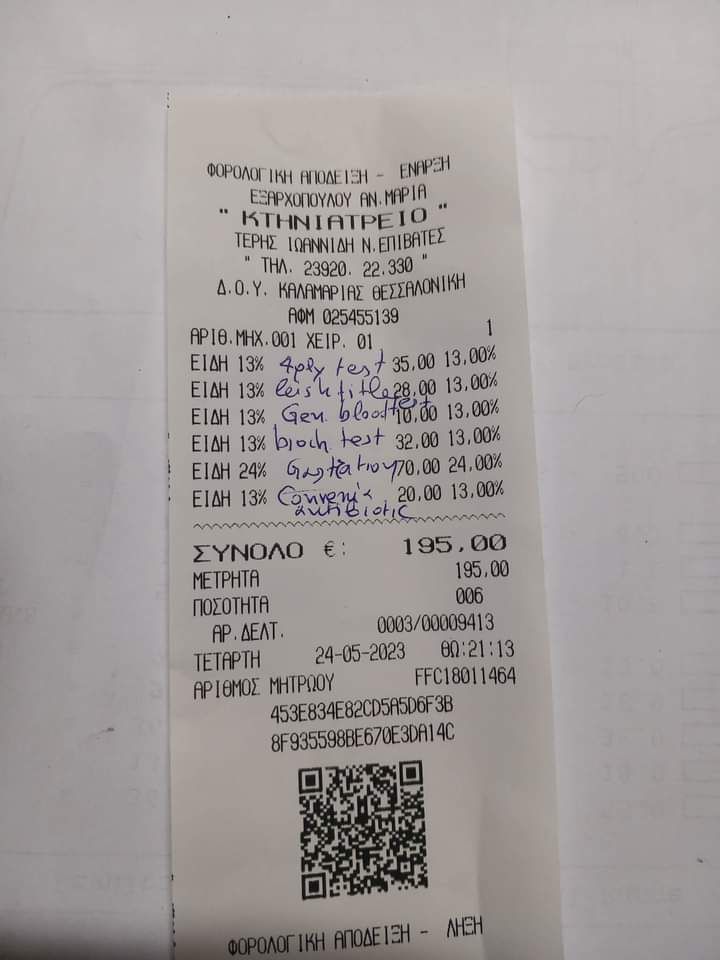 ΦΟΡΟΛΟΓΙΚΗ ΑΠΟΔΕΙΞΗ - ΕΝΑΡΞΗ
ΕΞΑΡΧΟΠΟΥΛΟΥ ΑΝ.ΜΑΡΙΑ
" ΚΤΗΝΙΑΤΡΕΙΟ "
ΤΕΡΗΣ ΙΩΑΝΝΙΔΗ Ν.ΕΠΙΒΑΤΕΣ
" ΤΗΛ. 23920. 22.330 "
Δ.Ο.Υ. ΚΑΛΑΜΑΡΙΑΣ ΘΕΣΣΑΛΟΝΙΚΗ
ΑΦΜ 025455139
ΑΡΙΘ.ΜΗΧ.001 ΧΕΙΡ. 01 1
ΕΙΔΗ 13% 4ply test 35,00 13,00%
ΕΙΔΗ 13% leish title test 28,00 13,00%
ΕΙΔΗ 13% Gen. blood 10,00 13,00%
ΕΙΔΗ 13% bioch. test 32,00 13,00%
ΕΙΔΗ 24% 70,00 24,00%
ΕΙΔΗ 13% Convenia 20,00 13,00%
antibiotic
ΣΥΝΟΛΟ €: 195,00
ΜΕΤΡΗΤΑ 195,00
ΠΟΣΟΤΗΤΑ 006
ΑΡ.ΔΕΛΤ. 0003/00009413
ΤΕΤΑΡΤΗ 24-05-2023 ΘΩ:21:13
ΑΡΙΘΜΟΣ ΜΗΤΡΩΟΥ FFC18011464
453E834E82CD5A5D6F3B
8F935598BE670E3DA14C
ΦΟΡΟΛΟΓΙΚΗ ΑΠΟΔΕΙΞΗ - ΛΗΞΗ